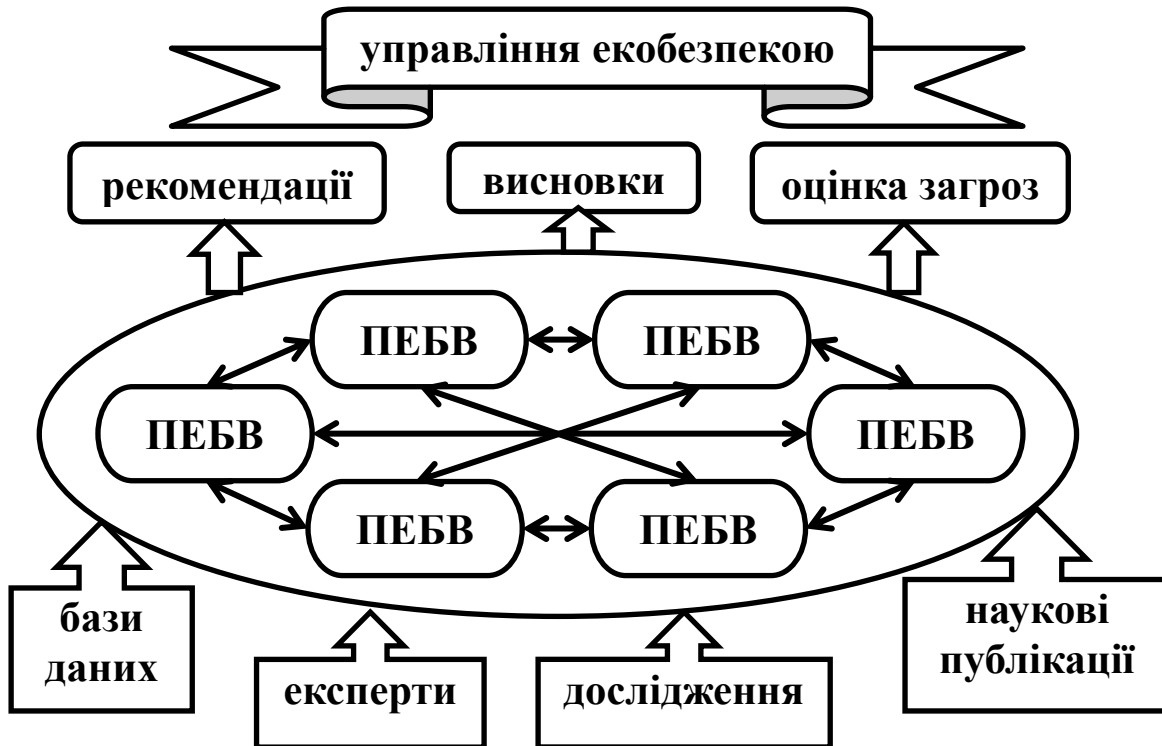 управління екобезпекою
рекомендації
висновки
оцінка загроз
ПЕБВ
ПЕБВ
ПЕБВ
ПЕБВ
ПЕБВ
ПЕБВ
бази
даних
експерти
дослідження
наукові
публікації